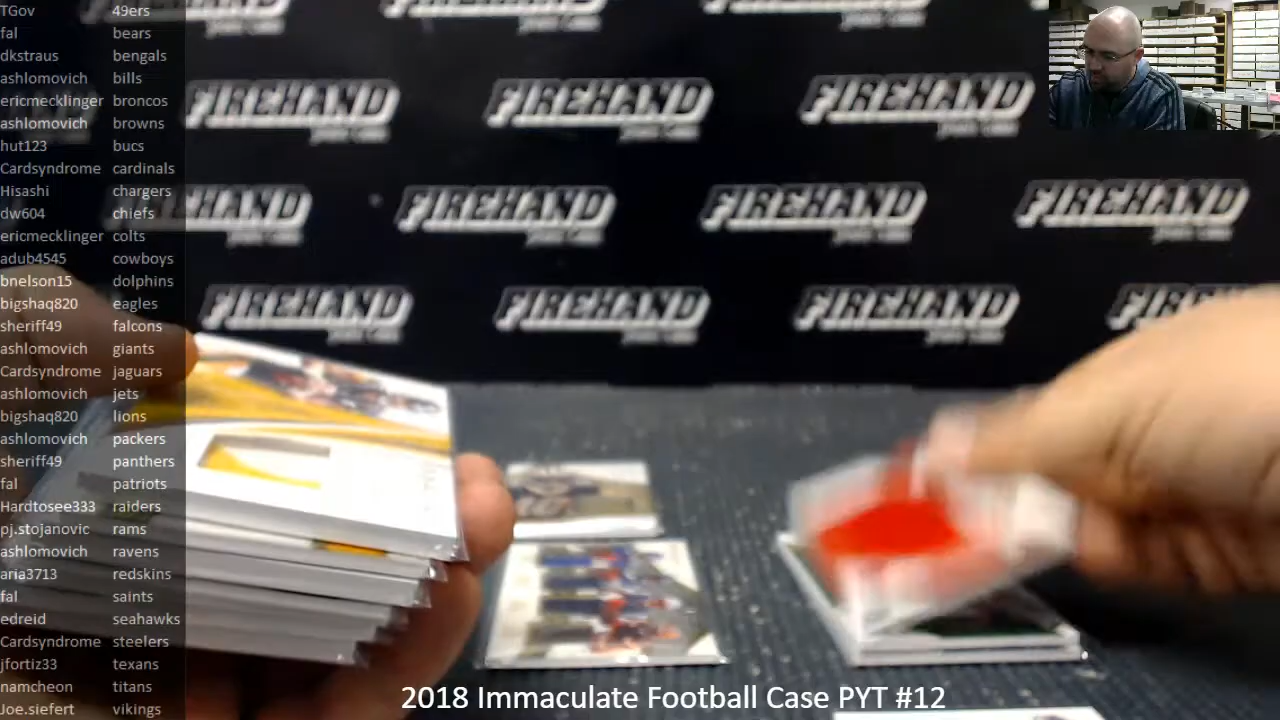 TGov 49ers
fal bears
dkstraus bengals
ashlomovich bills
ericmecklinger broncos
ashlomovich browns
hut123 bucs
Cardsyndrome cardinals
Hisashi chargers
dw604 chiefs
ericmecklinger colts
adub4545 cowboys
bnelson15 dolphins
bigshaq820 eagles
sheriff49 falcons
ashlomovich giants
Cardsyndrome jaguars
ashlomovich jets
bigshaq820 lions
ashlomovich packers
sheriff49 panthers
fal patriots
Hardtosee333 raiders
pj.stojanovic rams
ashlomovich ravens
aria3713 redskins
fal saints
edreid seahawks
Cardsyndrome steelers
jfortiz33 texans
namcheon titans
Joe.siefert vikings
FIREHAND FIREHAND FIREHAND
FIREHAND FIREHAND FIREHAND FIREHAND
FIREHAND FIREHAND FIREHAND FIREHAND
2018 Immaculate Football Case PYT #12